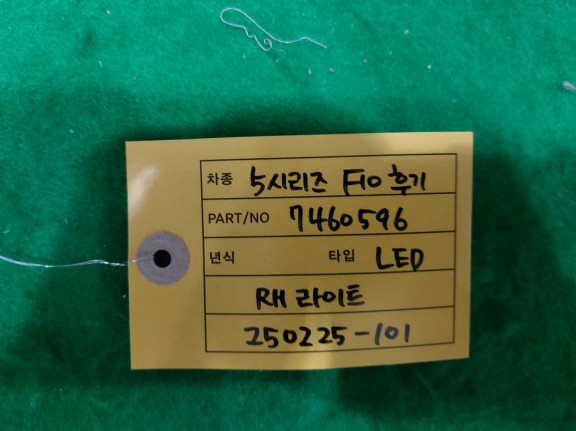 차종 5시리즈 F10 후기
PART/NO 7460596
년식 타입 LED
RH 라이트
250225-101